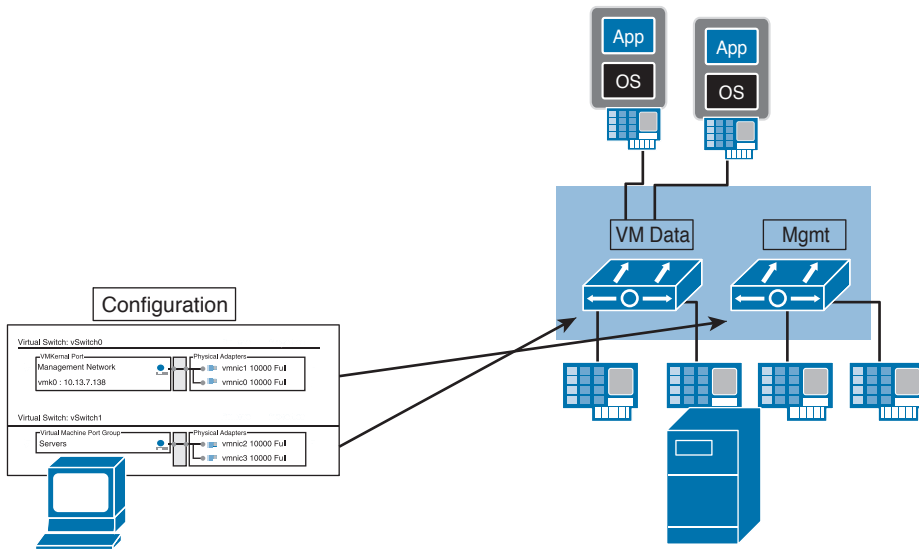 App
OS
App
OS
VM Data
Mgmt
Configuration
Virtual Switch: vSwitch0
VMKernal Port
Management Network
vmk0 : 10.13.7.138
Physical Adapters
vmnic1 10000 Full
vmnic0 10000 Full
Virtual Switch: vSwitch1
Virtual Machine Port Group
Servers
Physical Adapters
vmnic2 10000 Full
vmnic3 10000 Full